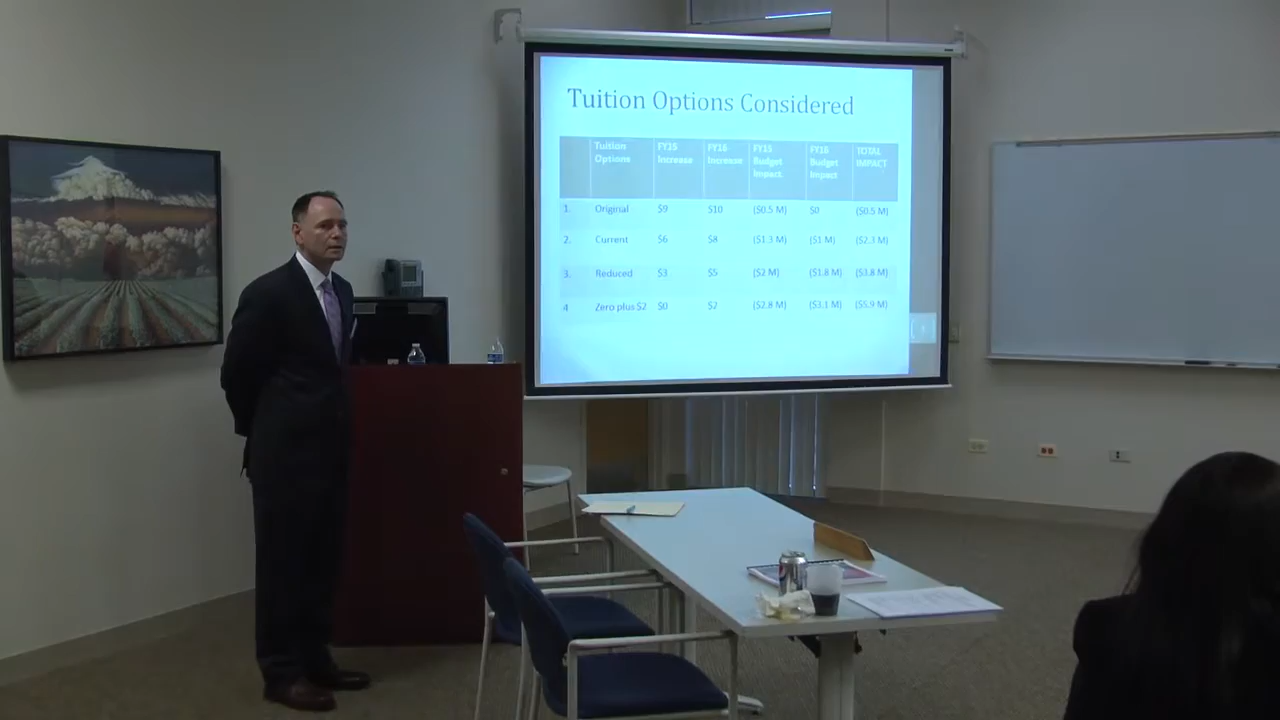 Tuition Options Considered
Tuition Options FY15 Increase FY16 Increase FY15 Budget Impact FY16 Budget Impact TOTAL IMPACT
1. Original $9 $10 ($0.5 M) $0 ($0.5 M)
2. Current $6 $8 ($1.3 M) ($1 M) ($2.3 M)
3. Reduced $3 $5 ($2 M) ($1.8 M) ($3.8 M)
4 Zero plus $2 $0 $2 ($2.8 M) ($3.1 M) ($5.9 M)